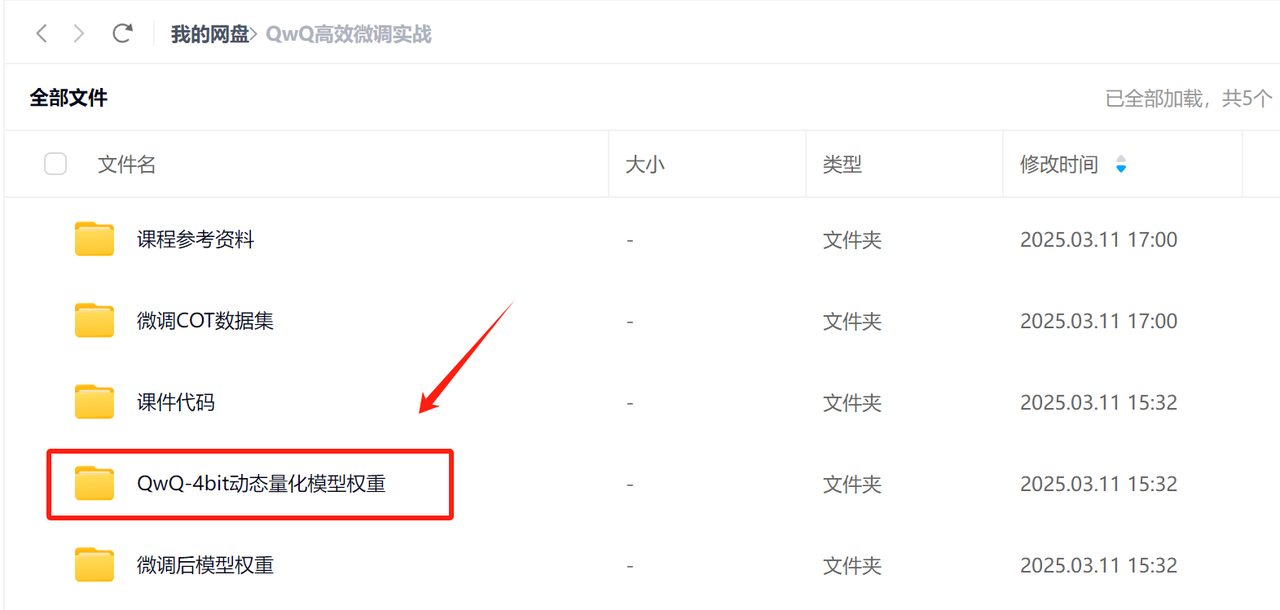 我的网盘> QwQ高效微调实战
全部文件 已全部加载，共5个
文件名 大小 类型 修改时间
课程参考资料 - 文件夹 2025.03.11 17:00
微调COT数据集 - 文件夹 2025.03.11 17:00
课件代码 - 文件夹 2025.03.11 15:32
QwQ-4bit动态量化模型权重 - 文件夹 2025.03.11 15:32
微调后模型权重 - 文件夹 2025.03.11 15:32